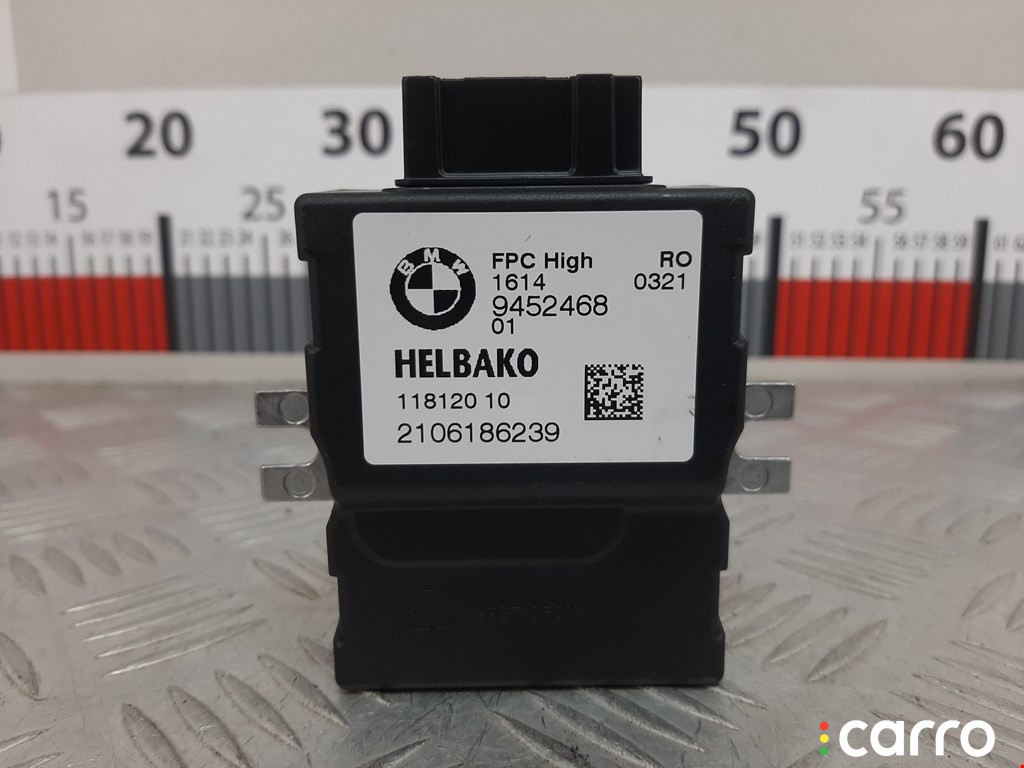 20 30 50 60
15 25 55
BMW
FPC High RO
1614 0321
9452468
01
HELBAKO
118120 10
2106186239
carro